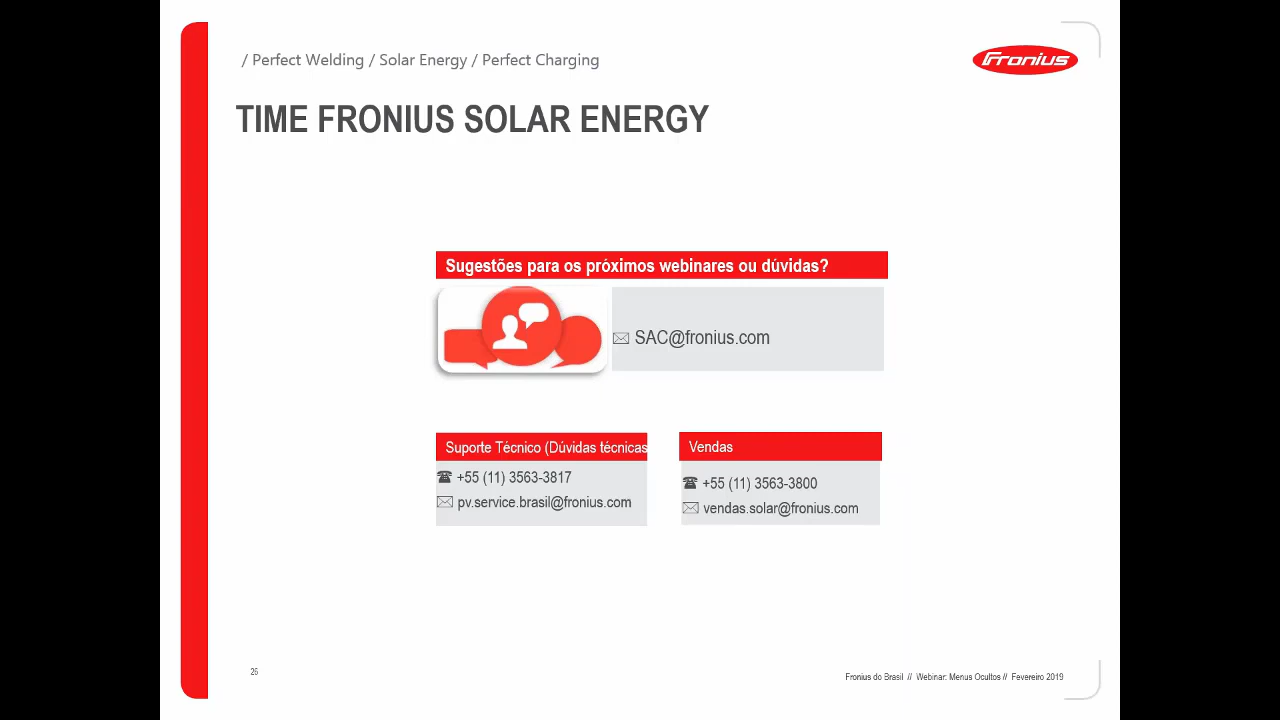 / Perfect Welding / Solar Energy / Perfect Charging
Fronius
TIME FRONIUS SOLAR ENERGY
Sugestões para os próximos webinares ou dúvidas?
SAC@fronius.com
Suporte Técnico (Dúvidas técnicas
+55 (11) 3563-3817
pv.service.brasil@fronius.com
Vendas
+55 (11) 3563-3800
vendas.solar@fronius.com
25
Fronius do Brasil // Webinar: Menus Ocultos // Fevereiro 2019